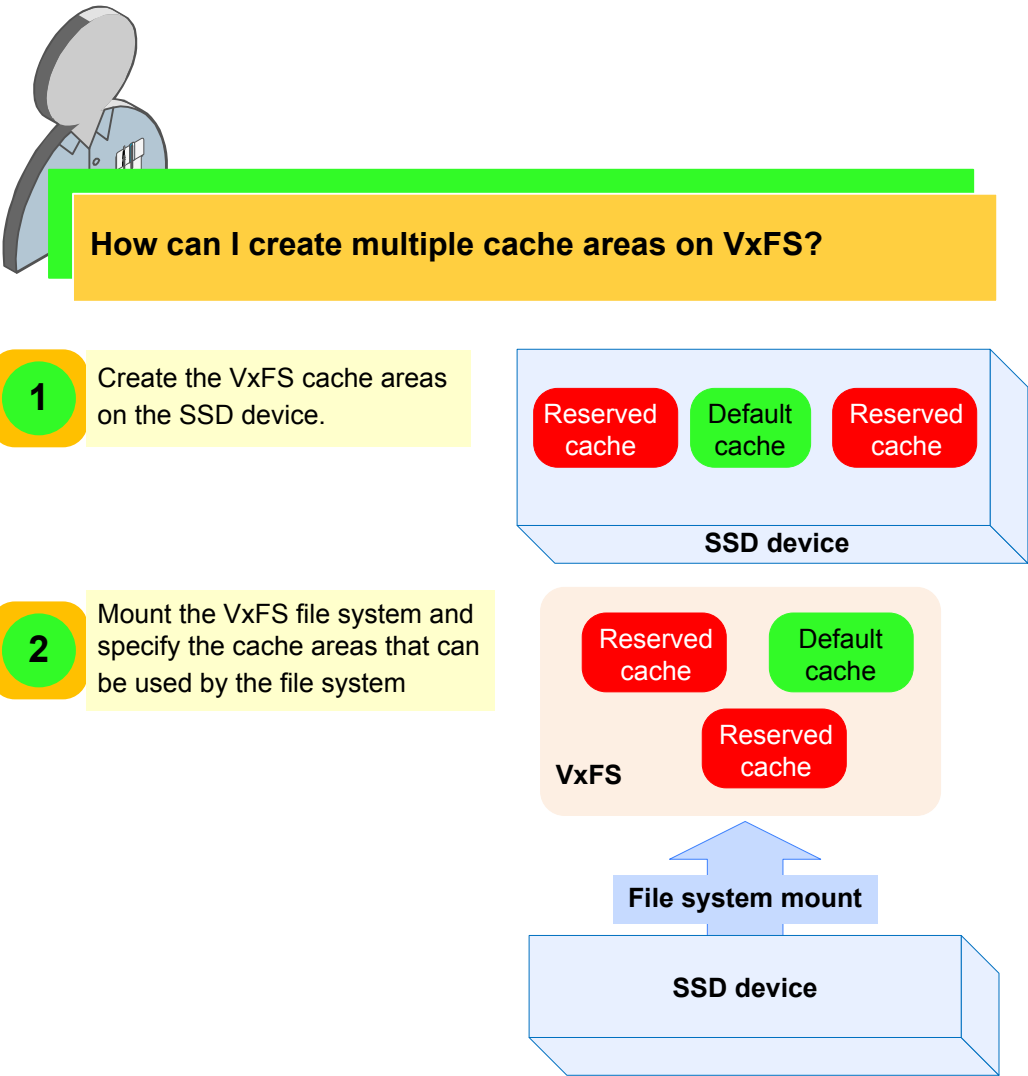 How can I create multiple cache areas on VxFS?
1
Create the VxFS cache areas
on the SSD device.
Reserved
cache
Default
cache
Reserved
cache
SSD device
2
Mount the VxFS file system and
specify the cache areas that can
be used by the file system
Reserved
cache
Default
cache
Reserved
cache
VxFS
File system mount
SSD device